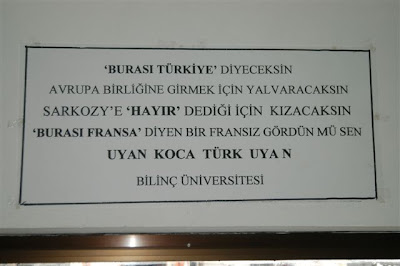 ‘BURASI TÜRKİYE’ DİYECEKSİN
AVRUPA BİRLİĞİNE GİRMEK İÇİN YALVARACAKSIN
SARKOZY’E ‘HAYIR’ DEDİĞİ İÇİN KIZACAKSIN
‘BURASI FRANSA’ DİYEN BİR FRANSIZ GÖRDÜN MÜ SEN
UYAN KOCA TÜRK UYAN
BİLİNÇ ÜNİVERSİTESİ